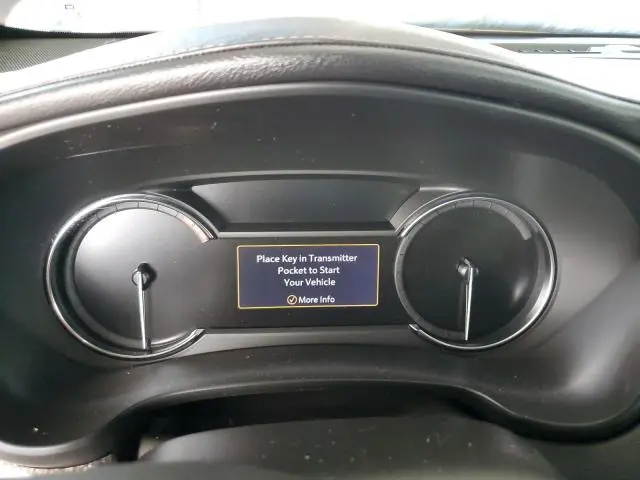 Place Key in Transmitter
Pocket to Start
Your Vehicle
More Info